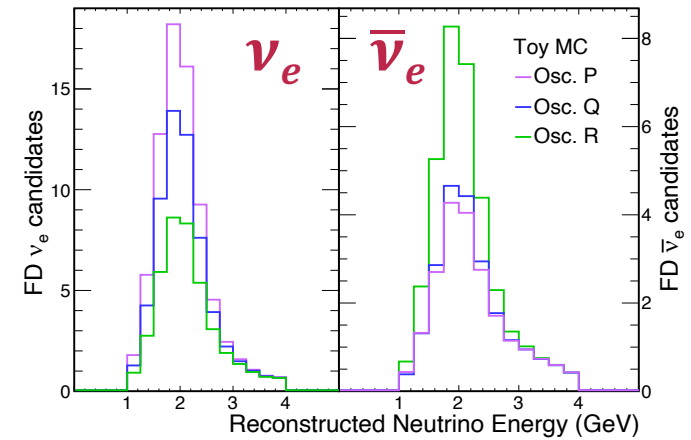 FD νe candidates
15
10
5
0
1 2 3 4
νe
ν̅e
Toy MC
Osc. P
Osc. Q
Osc. R
8
6
4
2
0
1 2 3 4
FD ν̅e candidates
Reconstructed Neutrino Energy (GeV)